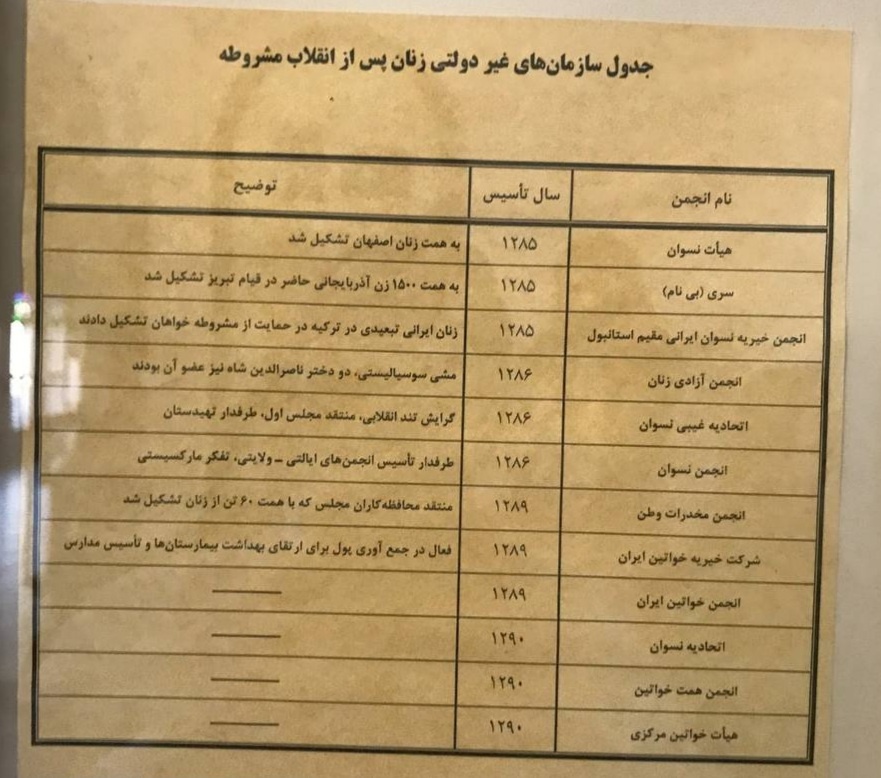 جدول سازمان‌های غیر دولتی زنان پس از انقلاب مشروطه
نام انجمن سال تأسیس توضیح
هیأت نسوان ۱۲۸۵ به همت زنان اصفهان تشکیل شد
سری (بی نام) ۱۲۸۵ به همت ۱۵۰۰ زن آذربایجانی حاضر در قیام تبریز تشکیل شد
انجمن خیریه نسوان ایرانی مقیم استانبول ۱۲۸۵ زنان ایرانی تبعیدی در ترکیه در حمایت از مشروطه خواهان تشکیل دادند
انجمن آزادی زنان ۱۲۸۶ مشی سوسیالیستی، دو دختر ناصرالدین شاه نیز عضو آن بودند
اتحادیه غیبی نسوان ۱۲۸۶ گرایش تند انقلابی، منتقد مجلس اول، طرفدار تهیدستان
انجمن نسوان ۱۲۸۶ طرفدار تأسیس انجمن‌های ایالتی ــ ولایتی، تفکر مارکسیستی
انجمن مخدرات وطن ۱۲۸۹ منتقد محافظه‌کاران مجلس که با همت ۶۰ تن از زنان تشکیل شد
شرکت خیریه خواتین ایران ۱۲۸۹ فعال در جمع آوری پول برای ارتقای بهداشت بیمارستان‌ها و تأسیس مدارس
انجمن خواتین ایران ۱۲۸۹ ———
اتحادیه نسوان ۱۲۹۰ ———
انجمن همت خواتین ۱۲۹۰ ———
هیأت خواتین مرکزی ۱۲۹۰ ———